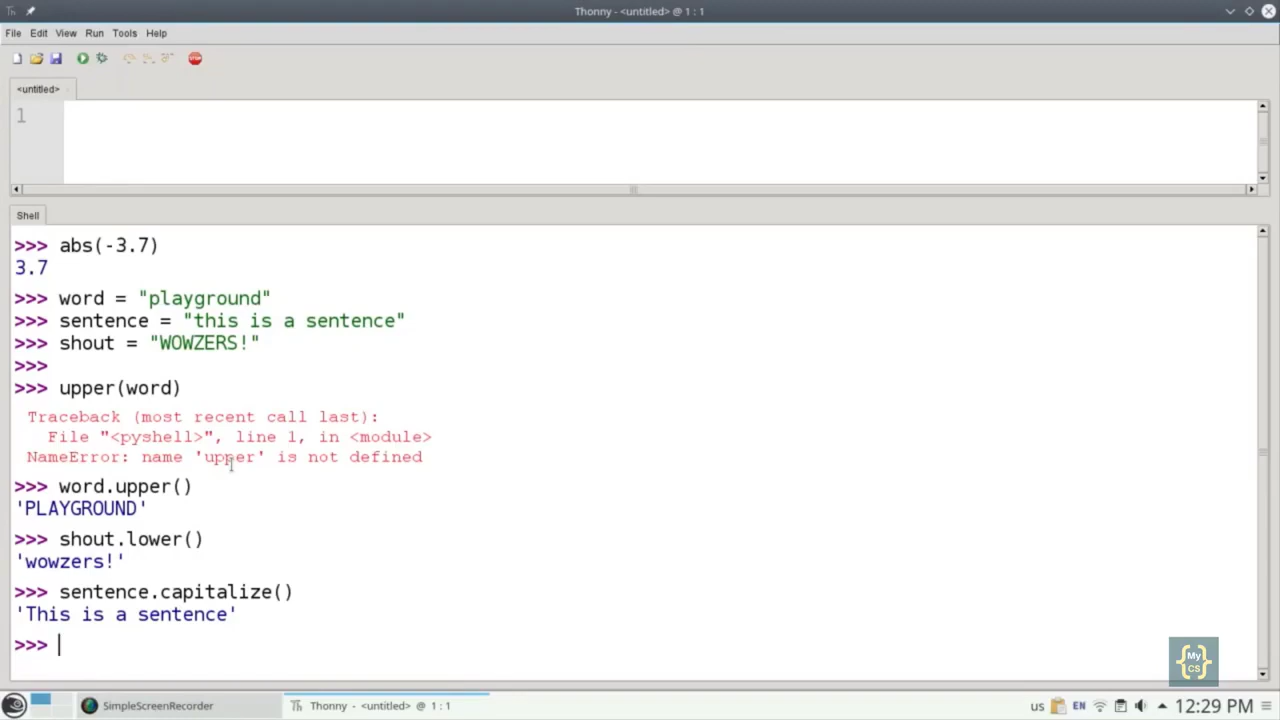 Thonny - <untitled> @ 1 : 1
File Edit View Run Tools Help
<untitled>
1
Shell
>>> abs(-3.7)
3.7
>>> word = "playground"
>>> sentence = "this is a sentence"
>>> shout = "WOWZERS!"
>>>
>>> upper(word)
Traceback (most recent call last):
File "<pyshell>", line 1, in <module>
NameError: name 'upper' is not defined
>>> word.upper()
'PLAYGROUND'
>>> shout.lower()
'wowzers!'
>>> sentence.capitalize()
'This is a sentence'
>>>
{My CS}
SimpleScreenRecorder Thonny - <untitled> @ 1 : 1 us EN 12:29 PM